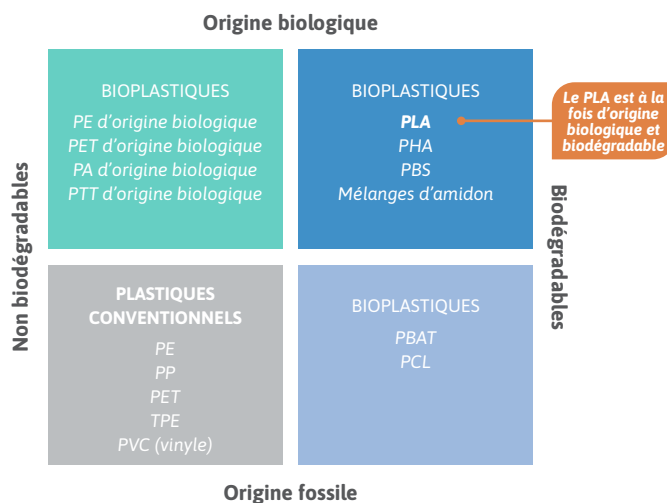 Origine biologique
Non biodégradables
BIOPLASTIQUES
PE d'origine biologique
PET d'origine biologique
PA d'origine biologique
PTT d'origine biologique
BIOPLASTIQUES
PLA
PHA
PBS
Mélanges d'amidon
Le PLA est à la
fois d'origine
biologique et
biodégradable
Biodégradables
PLASTIQUES
CONVENTIONNELS
PE
PP
PET
TPE
PVC (vinyle)
BIOPLASTIQUES
PBAT
PCL
Origine fossile